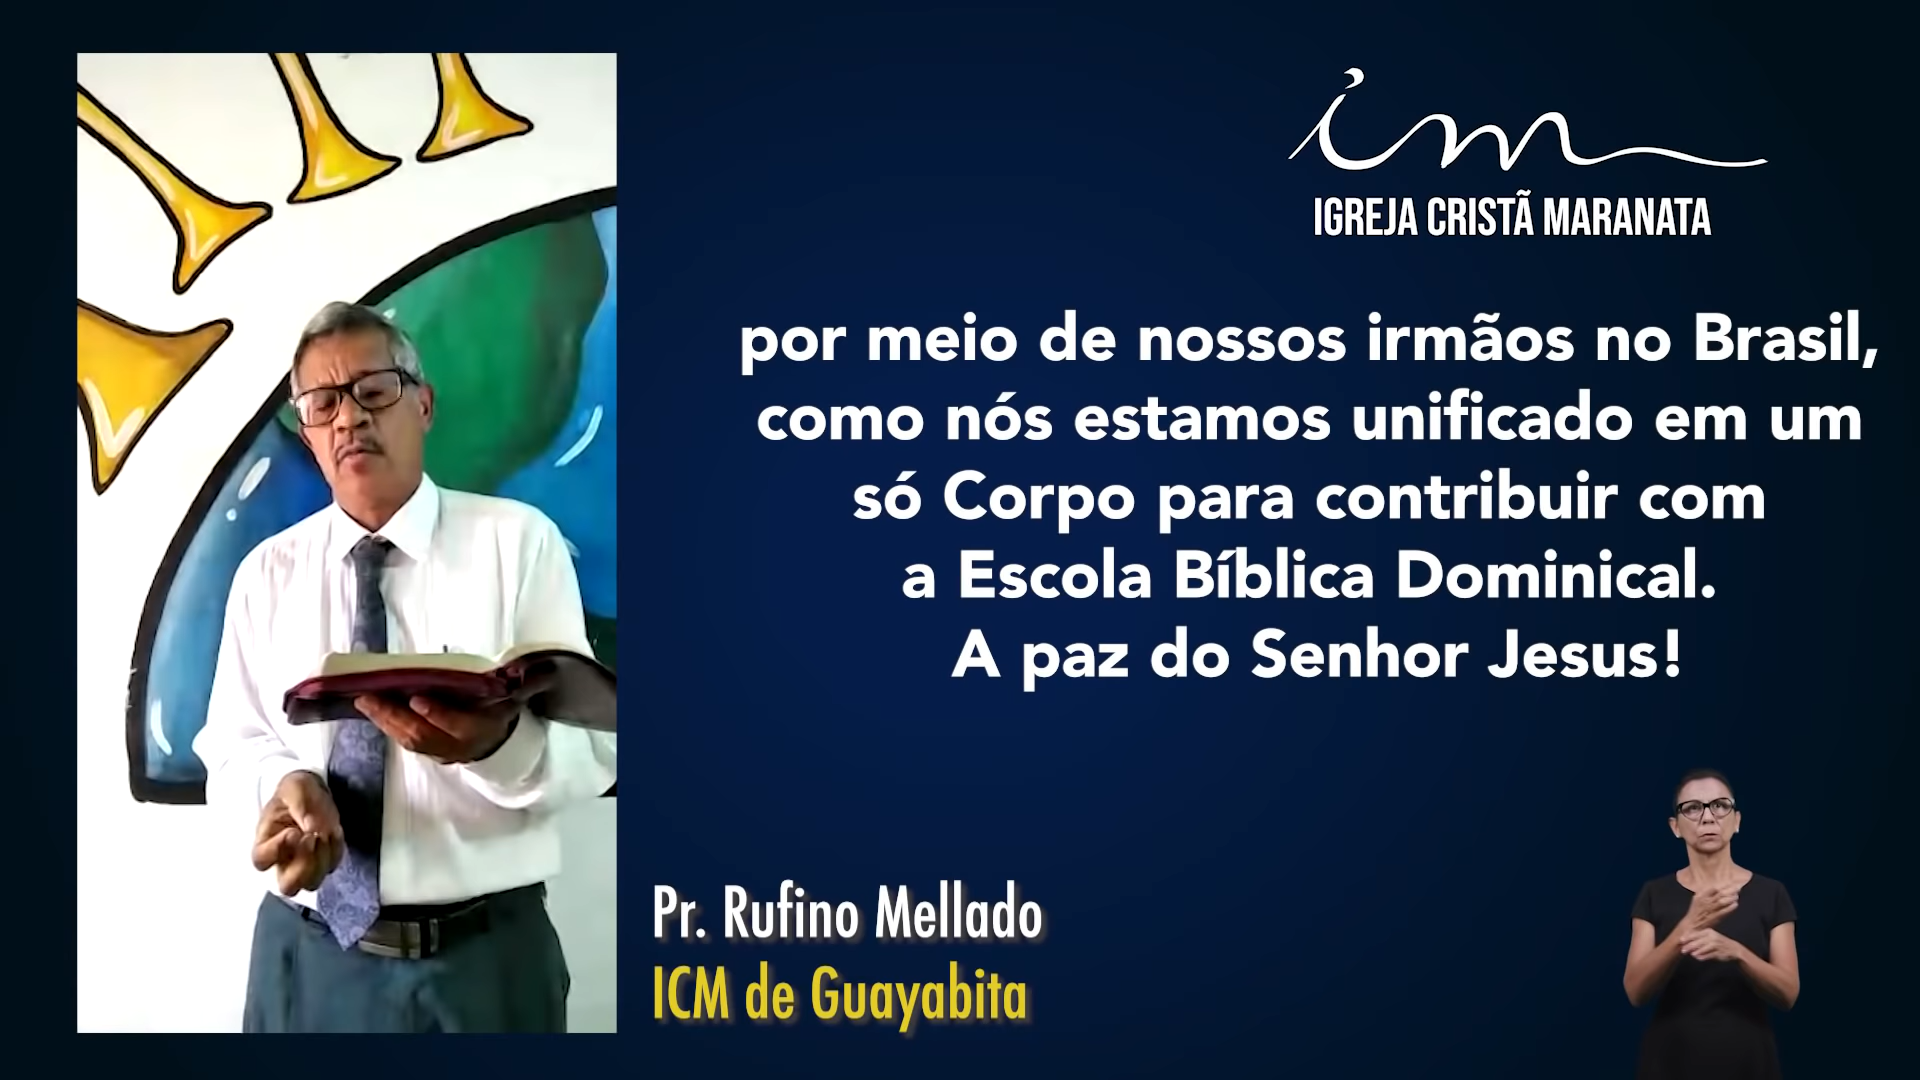 icm
IGREJA CRISTÃ MARANATA
por meio de nossos irmãos no Brasil,
como nós estamos unificado em um
só Corpo para contribuir com
a Escola Bíblica Dominical.
A paz do Senhor Jesus!
Pr. Rufino Mellado
ICM de Guayabita